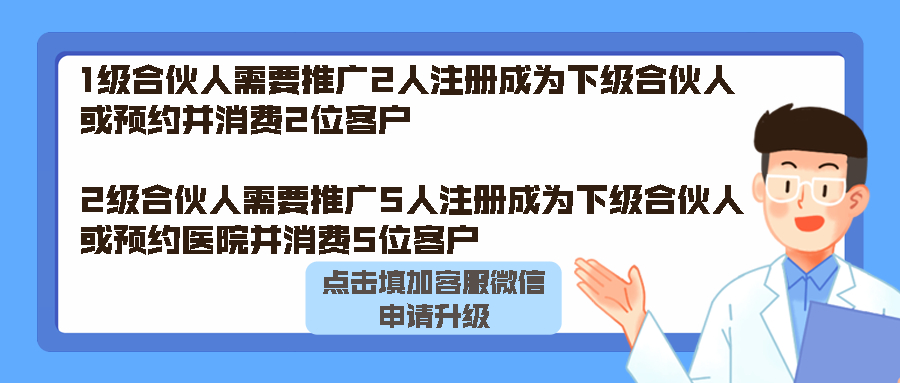 1级合伙人需要推广2人注册成为下级合伙人
或预约并消费2位客户
2级合伙人需要推广5人注册成为下级合伙人
或预约医院并消费5位客户
点击填加客服微信
申请升级